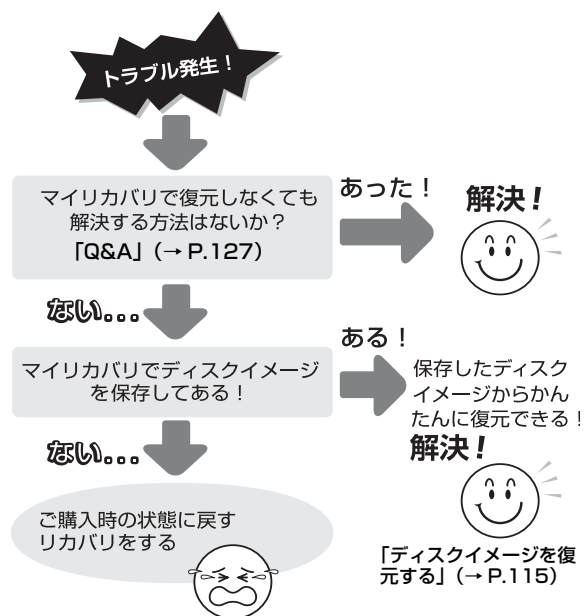 トラブル発生！
マイリカバリで復元しなくても
解決する方法はないか？
「Q&A」（→ P.127）
あった！
解決！
ない...
マイリカバリでディスクイメージ
を保存してある！
ある！
保存したディスク
イメージからかん
たんに復元できる！
解決！
「ディスクイメージを復
元する」（→ P.115）
ない...
ご購入時の状態に戻す
リカバリをする